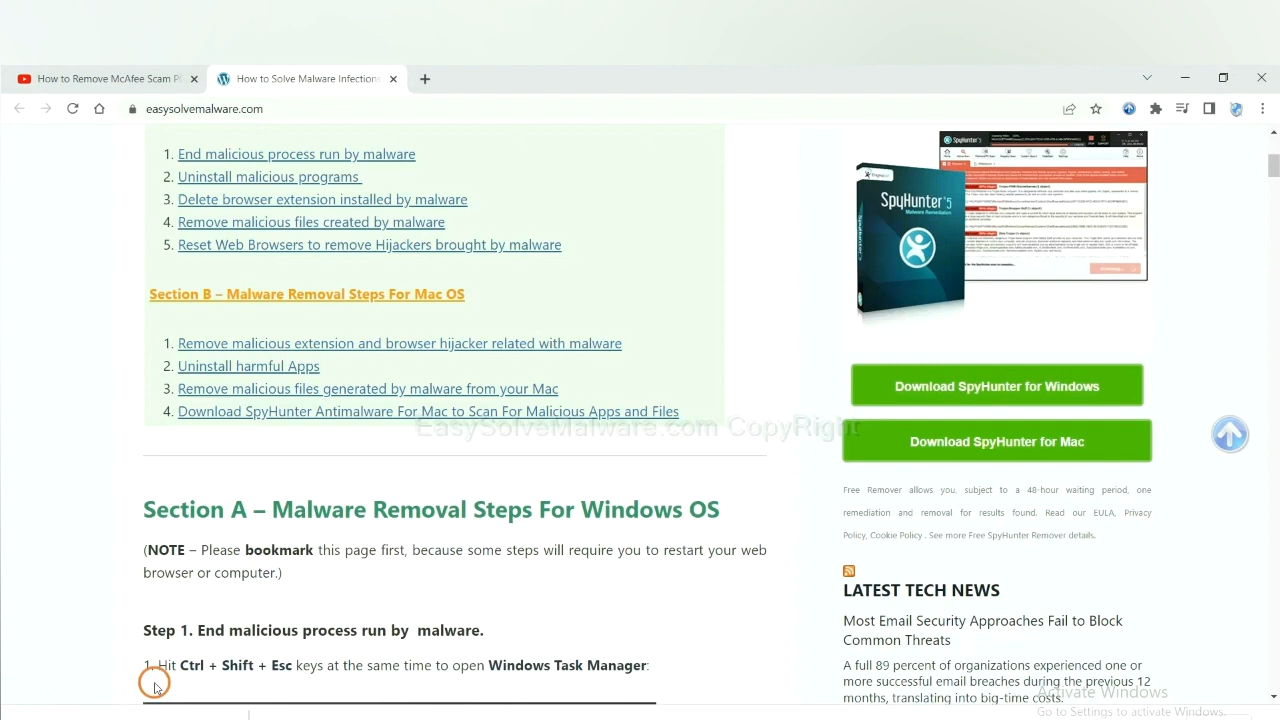 How to Remove McAfee Scam P
How to Solve Malware Infections
easysolvemalware.com
1. End malicious process run by malware
2. Uninstall malicious programs
3. Delete browser
installed by malware
4. Remove malicious
created by malware
5. Reset Web Browser
Hijackers brought by malware
Section B – Malware Removal Steps For Mac OS
1. Remove malicious extension and browser hijacker related with malware
2. Uninstall harmful Apps
3. Remove malicious files generated by malware from your Mac
4. Download SpyHunter Antimalware For Mac to Scan For Malicious Apps and Files
EasySolveMalware.com CopyRight
Section A – Malware Removal Steps For Windows OS
(NOTE – Please bookmark this page first, because some steps will require you to restart your web
browser or computer.)
Step 1. End malicious process run by malware.
1. Hit Ctrl + Shift + Esc keys at the same time to open Windows Task Manager:
SpyHunter 5
Malware Remediation
SpyHunter 5
Download SpyHunter for Windows
Download SpyHunter for Mac
Free Remover allows you, subject to a 48-hour waiting period, one
remediation and removal for results found. Read our EULA, Privacy
Policy, Cookie Policy . See more Free SpyHunter Remover details.
LATEST TECH NEWS
Most Email Security Approaches Fail to Block
Common Threats
A full 89 percent of organizations experienced one or
more successful email breaches during the previous 12
months, translating into big-time costs.
Activate Windows
Go to Settings to activate Windows.